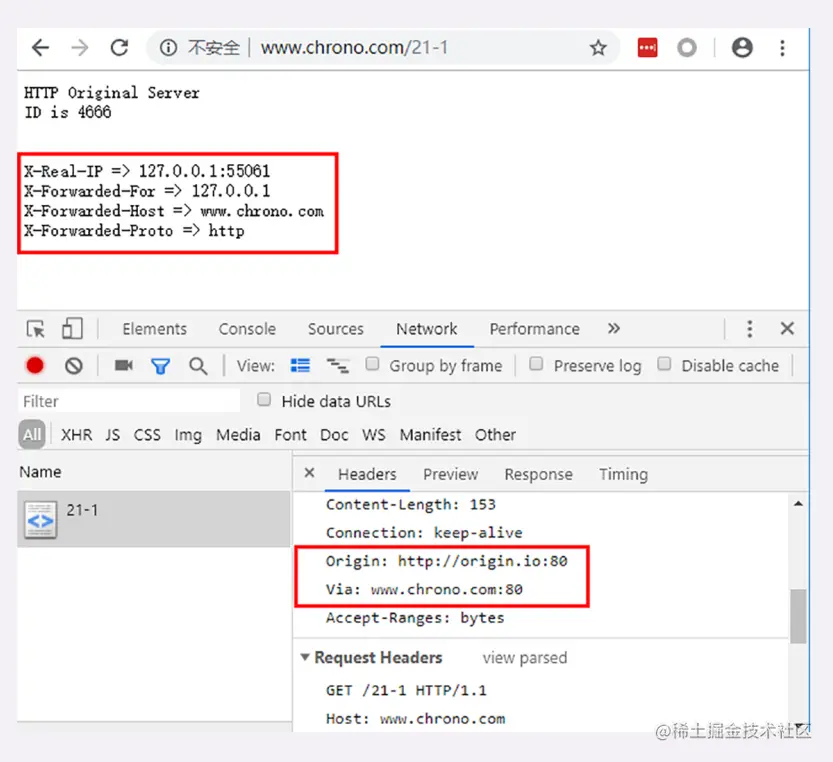 不安全 www.chrono.com/21-1
HTTP Original Server
ID is 4666
X-Real-IP => 127.0.0.1:55061
X-Forwarded-For => 127.0.0.1
X-Forwarded-Host => www.chrono.com
X-Forwarded-Proto => http
Elements Console Sources Network Performance »
View: Group by frame Preserve log Disable cache
Filter Hide data URLs
All XHR JS CSS Img Media Font Doc WS Manifest Other
Name
21-1
× Headers Preview Response Timing
Content-Length: 153
Connection: keep-alive
Origin: http://origin.io:80
Via: www.chrono.com:80
Accept-Ranges: bytes
Request Headers view parsed
GET /21-1 HTTP/1.1
Host: www.chrono.com
@稀土掘金技术社区